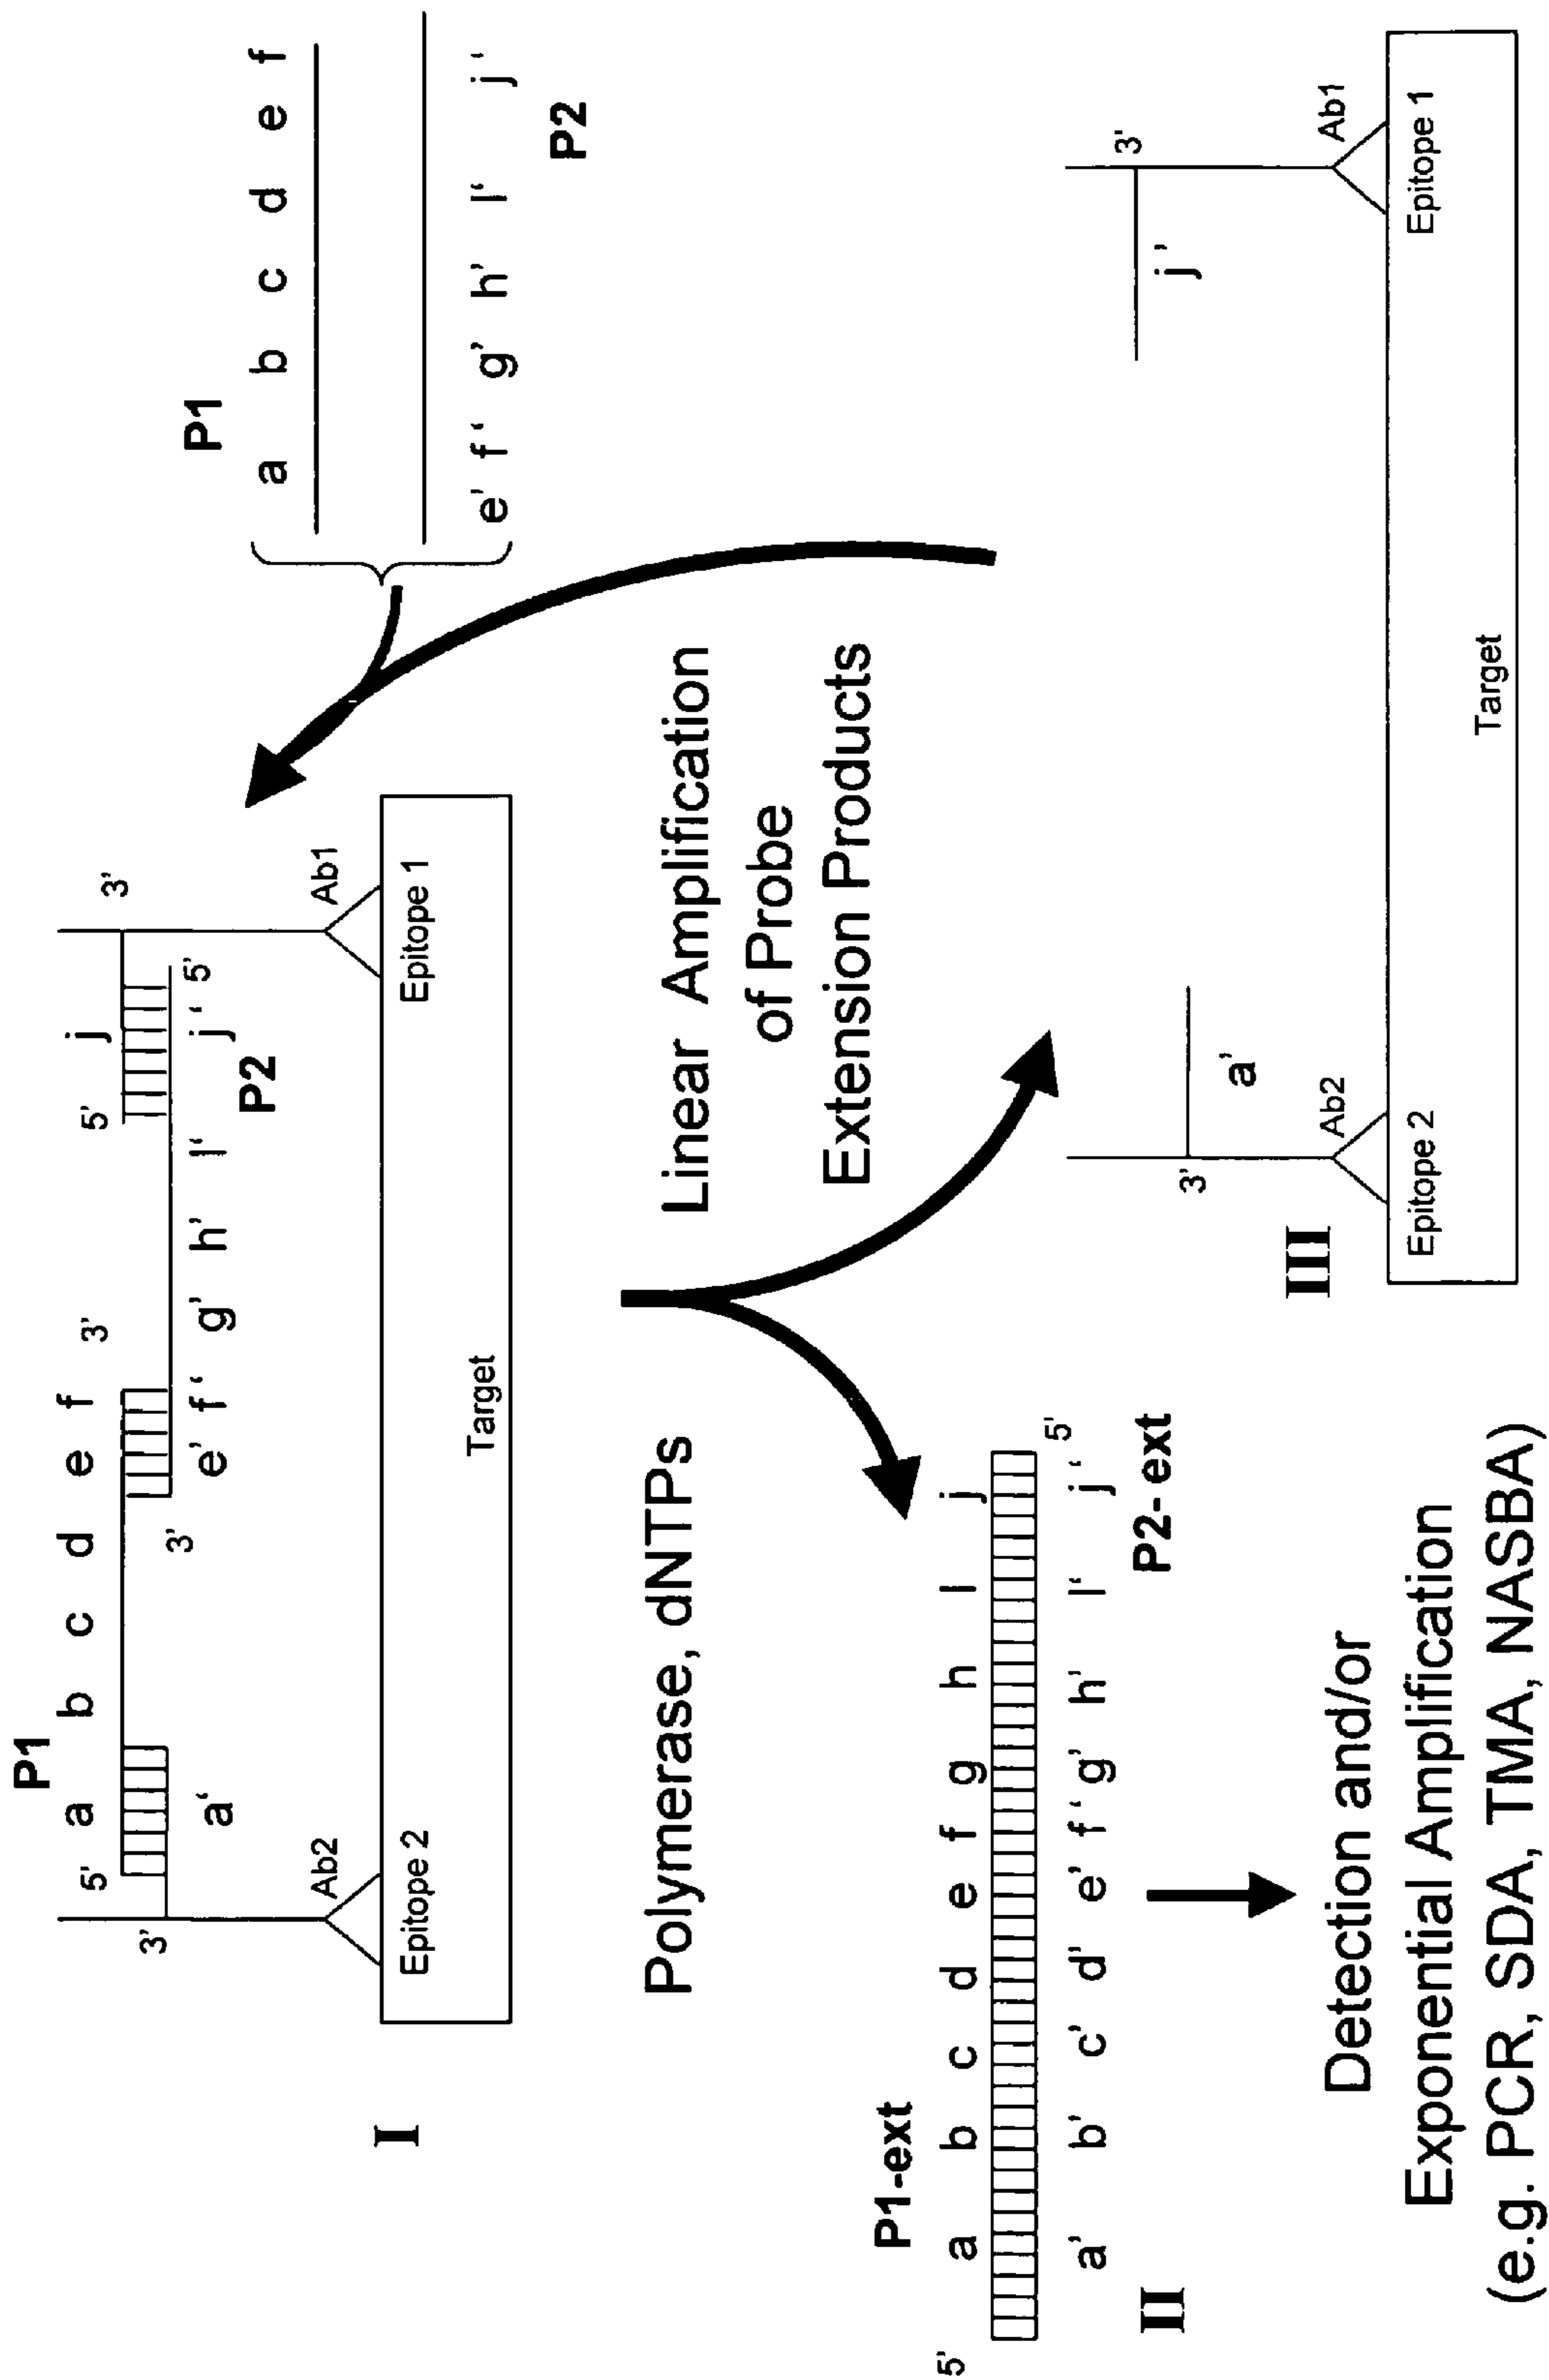 P1
a b c d e f
5' 3' 5' j 3'
3' a‘ 3' e' f‘ g' h' l‘ j‘ 5'
P2
Ab2 Ab1
Epitope 2 Epitope 1
Target
I
P1
a b c d e f
e' f‘ g' h' l‘ j‘
P2
Polymerase, dNTPs
Linear Amplification
of Probe
Extension Products
P1-ext
5' a b c d e f g h l j
a' b' c' d' e' f‘ g' h' l‘ j‘ 5'
P2- ext
II
Detection and/or
Exponential Amplification
(e.g. PCR, SDA, TMA, NASBA)
III
3' a' j' 3'
Ab2 Ab1
Epitope 2 Epitope 1
Target